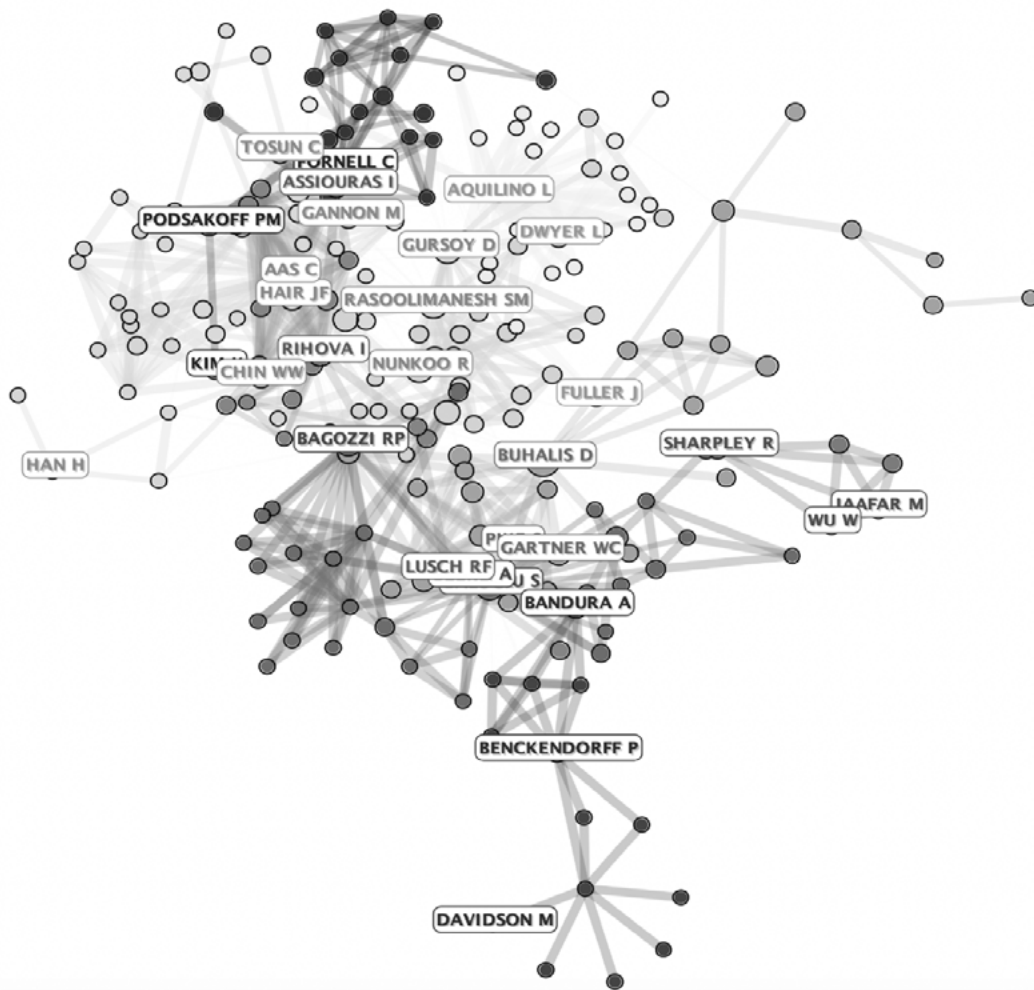 TOSUN C
FORNELL C
ASSIOURAS I
AQUILINO L
PODSAKOFF PM
GANNON M
DWYER L
GURSOY D
AAS C
HAIR JF
RASOOLIMANESH SM
RIHOVA I
KIM
NUNKOO R
CHIN WW
FULLER J
BAGOZZI RP
SHARPLEY R
BUHALIS D
HAN H
JAAFAR M
WU W
GARTNER WC
LUSCH RF
A
U S
BANDURA A
BENCKENDORFF P
DAVIDSON M